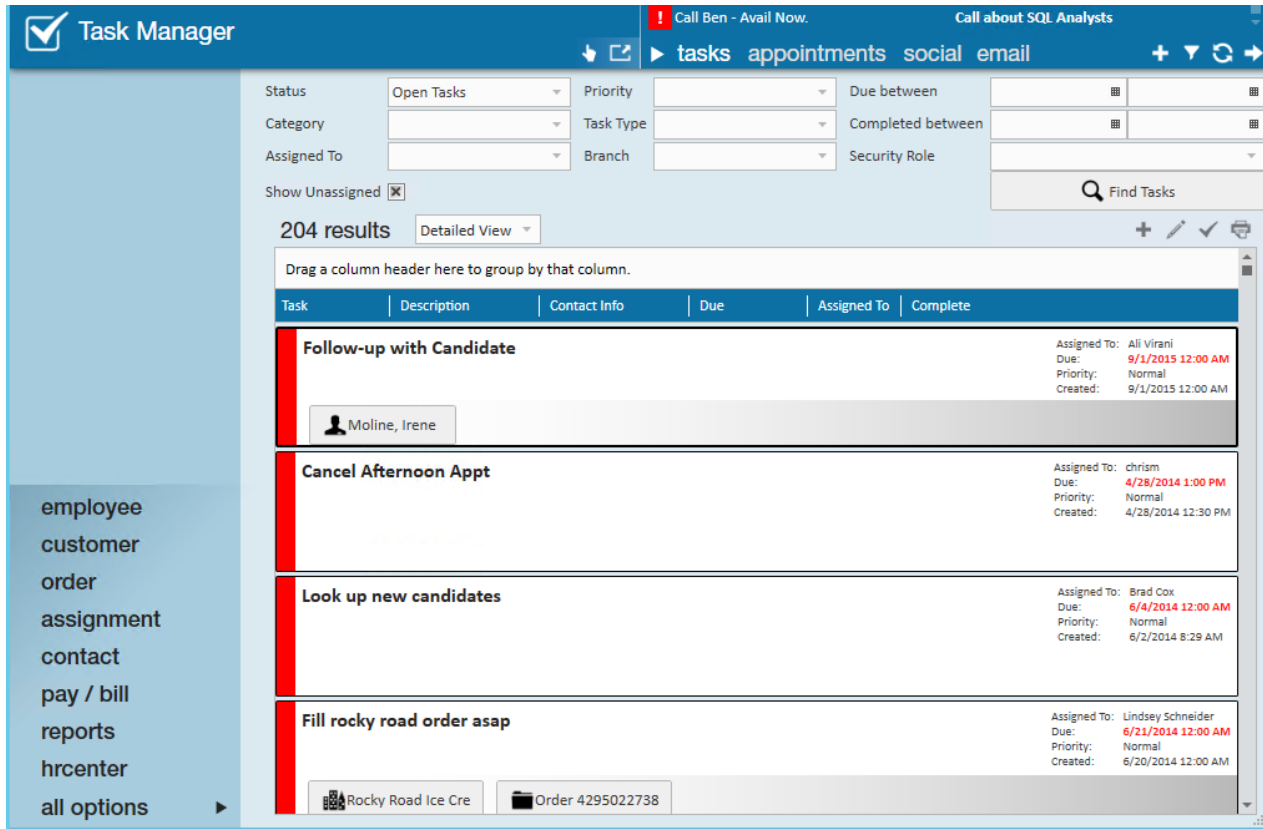 Task Manager
! Call Ben - Avail Now. Call about SQL Analysts
tasks appointments social email
Status Open Tasks Priority Due between
Category Task Type Completed between
Assigned To Branch Security Role
Show Unassigned
Find Tasks
204 results Detailed View
Drag a column header here to group by that column.
Task Description Contact Info Due Assigned To Complete
Follow-up with Candidate
Assigned To: Ali Virani
Due: 9/1/2015 12:00 AM
Priority: Normal
Created: 9/1/2015 12:00 AM
Moline, Irene
Cancel Afternoon Appt
Assigned To: chrism
Due: 4/28/2014 1:00 PM
Priority: Normal
Created: 4/28/2014 12:30 PM
Look up new candidates
Assigned To: Brad Cox
Due: 6/4/2014 12:00 AM
Priority: Normal
Created: 6/2/2014 8:29 AM
Fill rocky road order asap
Assigned To: Lindsey Schneider
Due: 6/21/2014 12:00 AM
Priority: Normal
Created: 6/20/2014 12:00 AM
Rocky Road Ice Cre Order 4295022738
employee
customer
order
assignment
contact
pay / bill
reports
hrcenter
all options